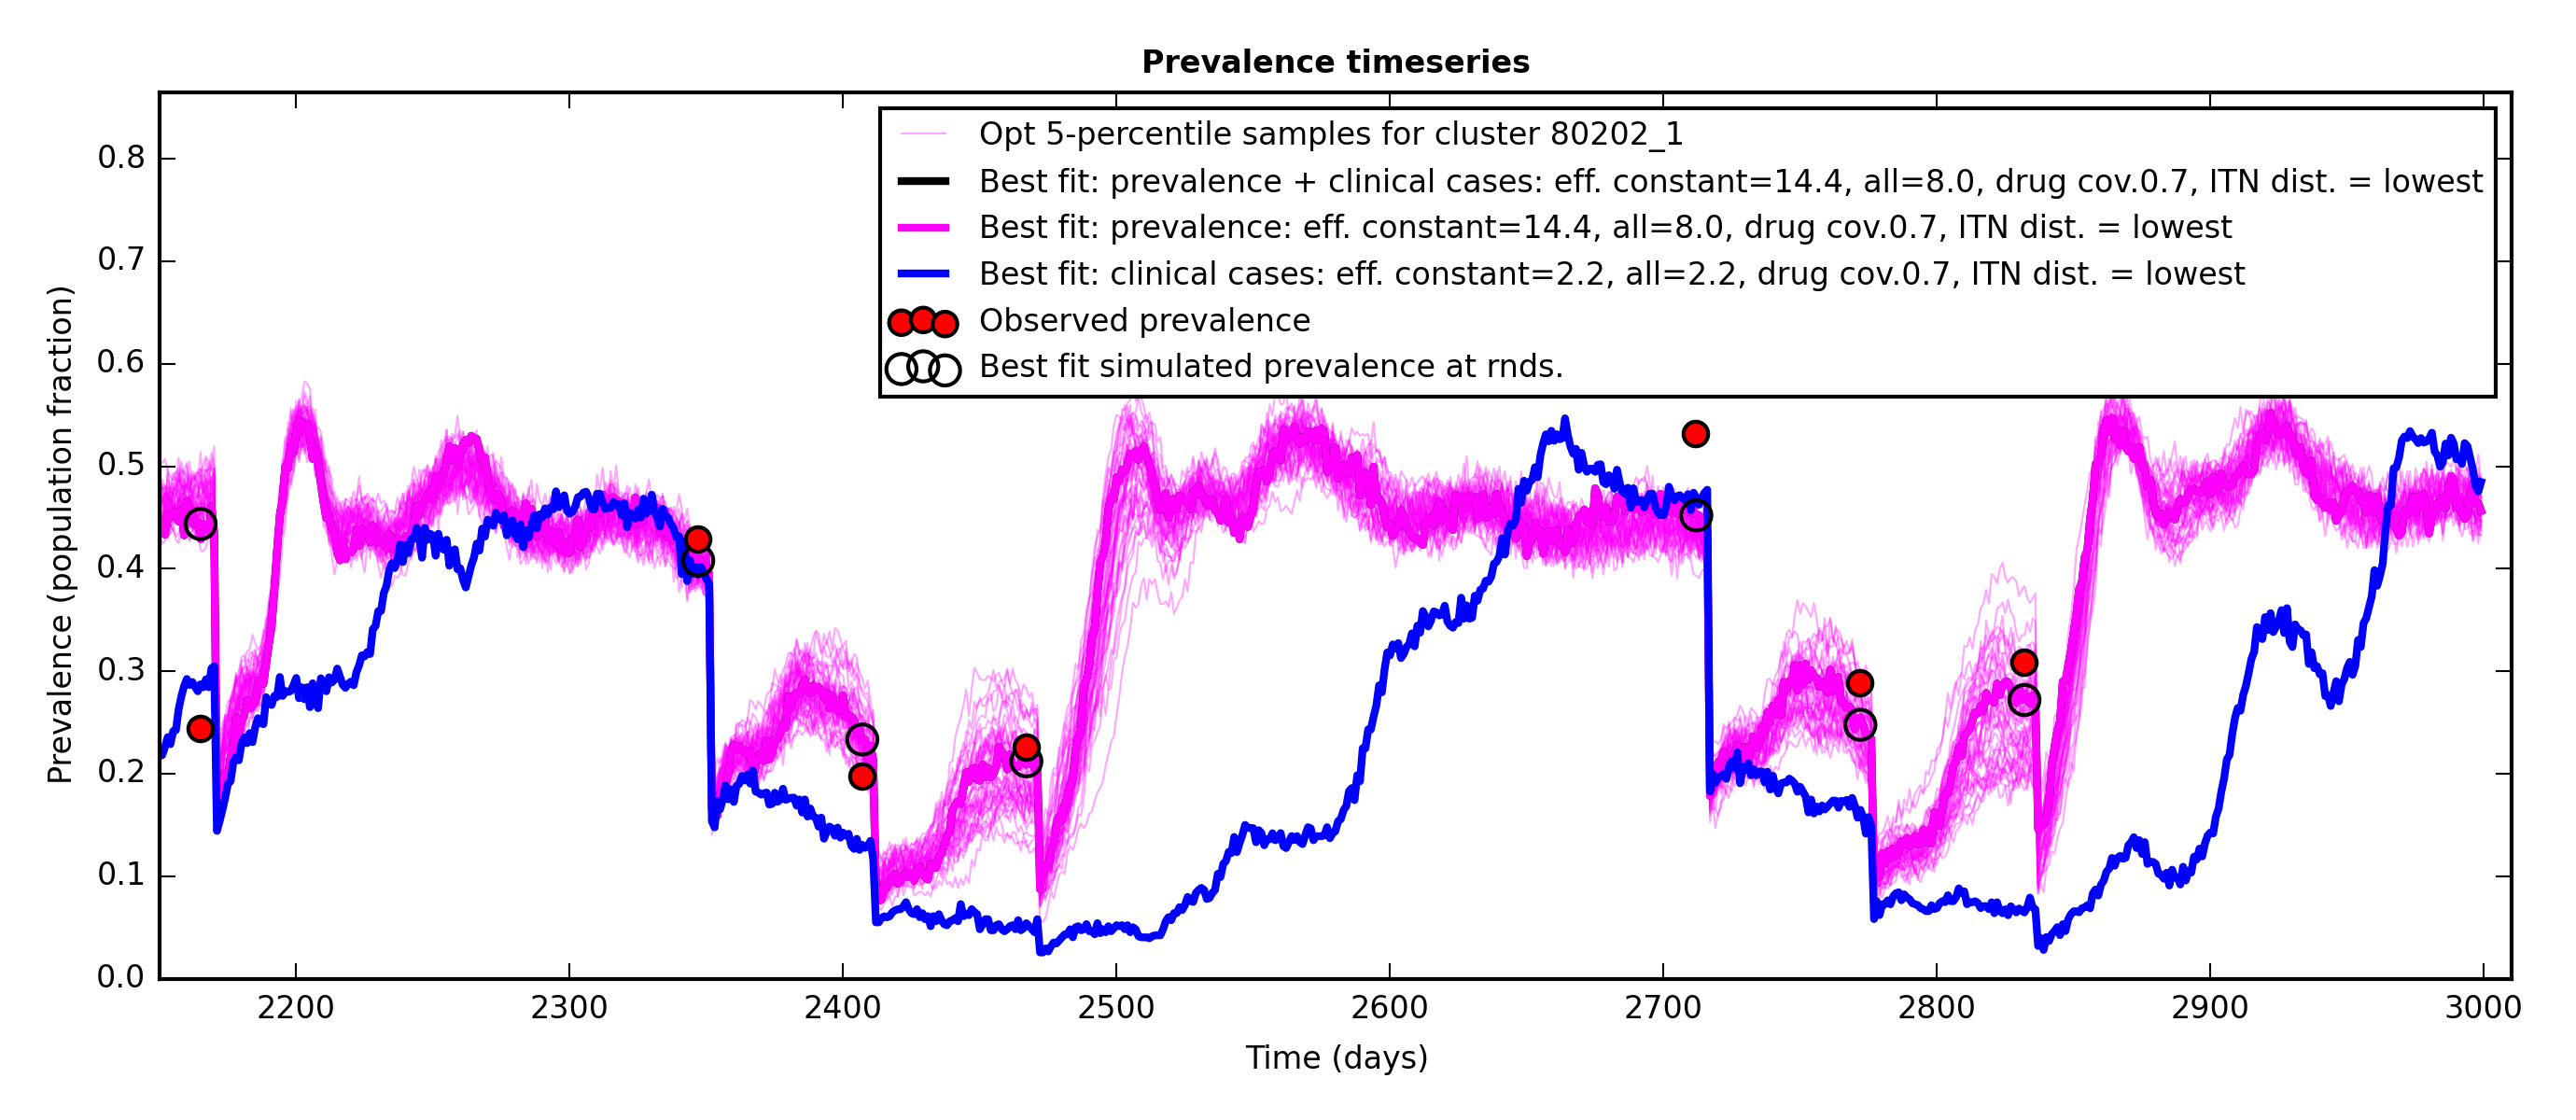 Prevalence timeseries
Prevalence (population fraction)
0.8
0.7
0.6
0.5
0.4
0.3
0.2
0.1
0.0
Opt 5-percentile samples for cluster 80202_1
Best fit: prevalence + clinical cases: eff. constant=14.4, all=8.0, drug cov.0.7, ITN dist. = lowest
Best fit: prevalence: eff. constant=14.4, all=8.0, drug cov.0.7, ITN dist. = lowest
Best fit: clinical cases: eff. constant=2.2, all=2.2, drug cov.0.7, ITN dist. = lowest
Observed prevalence
Best fit simulated prevalence at rnds.
2200 2300 2400 2500 2600 2700 2800 2900 3000
Time (days)